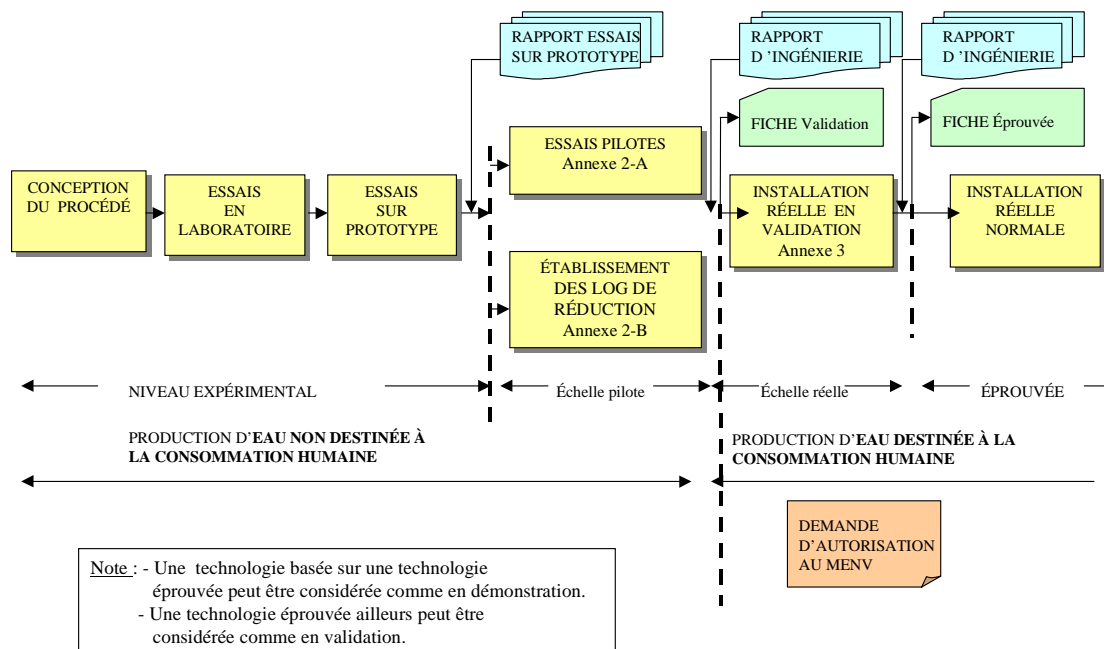 RAPPORT ESSAIS
SUR PROTOTYPE
RAPPORT
D ’INGÉNIERIE
RAPPORT
D ’INGÉNIERIE
FICHE Validation
FICHE Éprouvée
CONCEPTION
DU PROCÉDÉ
ESSAIS
EN
LABORATOIRE
ESSAIS
SUR
PROTOTYPE
ESSAIS PILOTES
Annexe 2-A
ÉTABLISSEMENT
DES LOG DE
RÉDUCTION
Annexe 2-B
INSTALLATION
RÉELLE EN
VALIDATION
Annexe 3
INSTALLATION
RÉELLE
NORMALE
NIVEAU EXPÉRIMENTAL
Échelle pilote
Échelle réelle
ÉPROUVÉE
PRODUCTION D’EAU NON DESTINÉE À
LA CONSOMMATION HUMAINE
PRODUCTION D’EAU DESTINÉE À LA
CONSOMMATION HUMAINE
DEMANDE
D’AUTORISATION
AU MENV
Note : - Une technologie basée sur une technologie
éprouvée peut être considérée comme en démonstration.
- Une technologie éprouvée ailleurs peut être
considérée comme en validation.